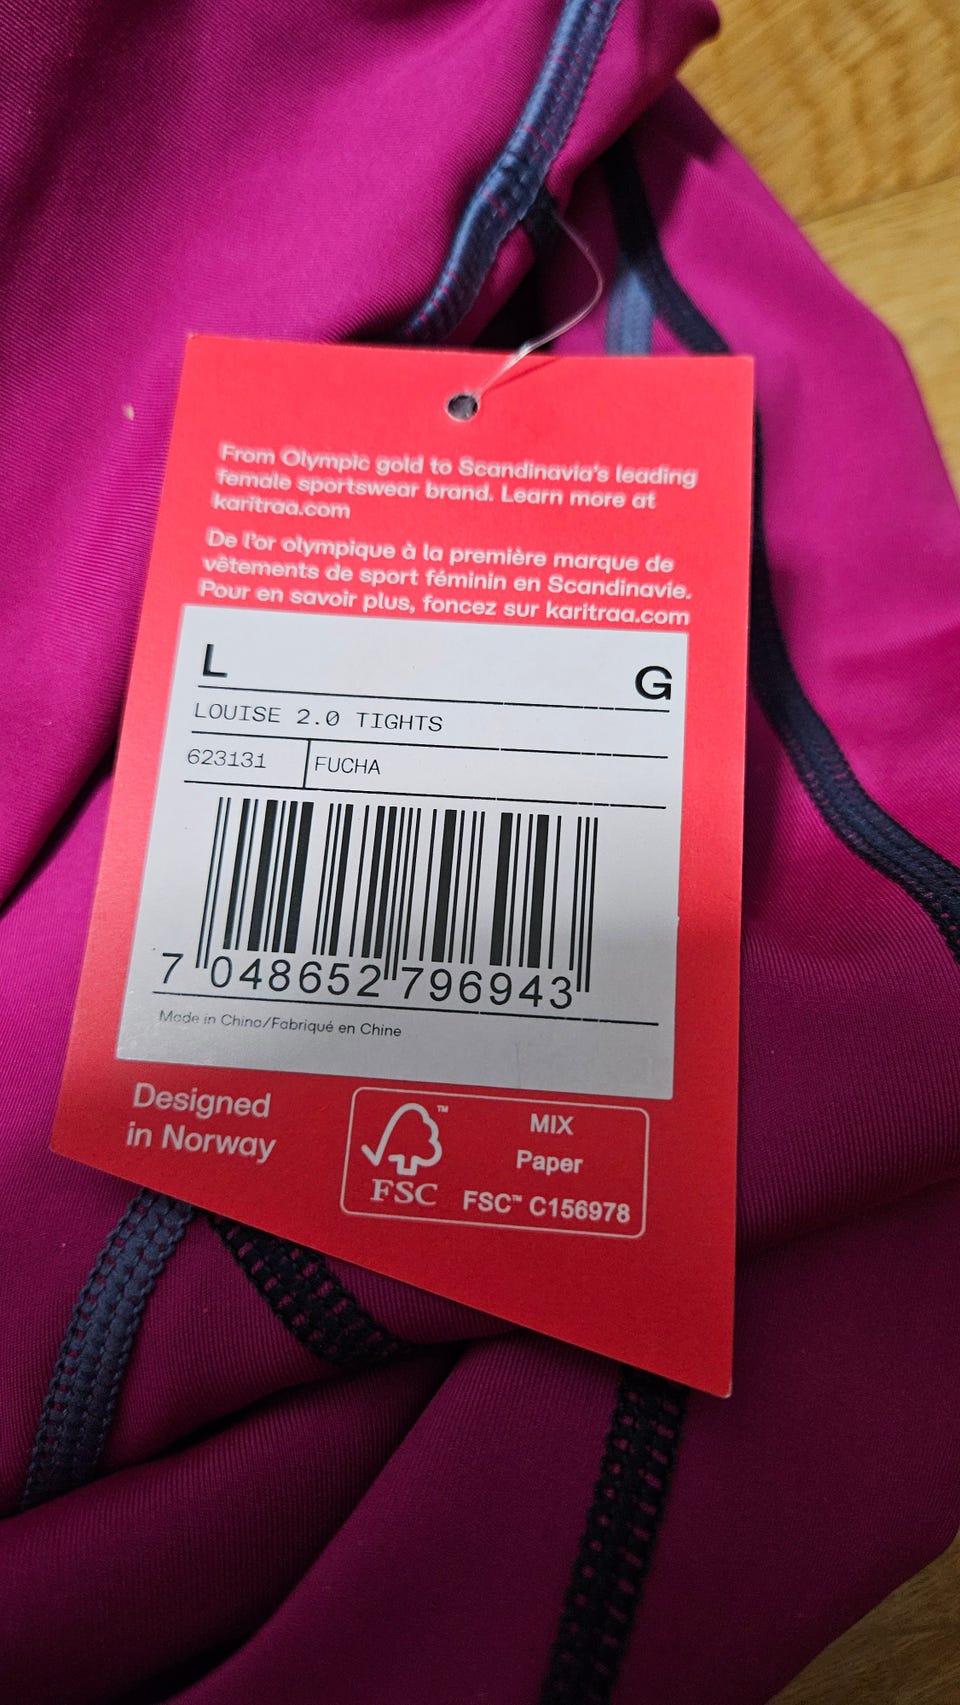 From Olympic gold to Scandinavia's leading
female sportswear brand. Learn more at
karitraa.com
De l'or olympique à la première marque de
vêtements de sport féminin en Scandinavie.
Pour en savoir plus, foncez sur karitraa.com
L G
LOUISE 2.0 TIGHTS
623131 FUCHA
7 048652 796943
Made in China/Fabriqué en Chine
Designed
in Norway
FSC™
MIX
Paper
FSC™ C156978